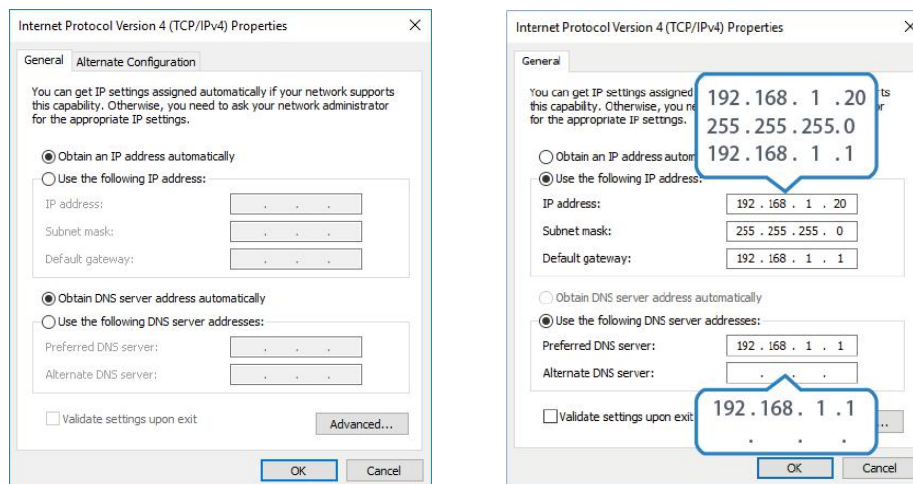 Internet Protocol Version 4 (TCP/IPv4) Properties
General
Alternate Configuration
You can get IP settings assigned automatically if your network supports
this capability. Otherwise, you need to ask your network administrator
for the appropriate IP settings.
Obtain an IP address automatically
Use the following IP address:
IP address:
. . .
Subnet mask:
. . .
Default gateway:
. . .
Obtain DNS server address automatically
Use the following DNS server addresses:
Preferred DNS server:
. . .
Alternate DNS server:
. . .
Validate settings upon exit
Advanced...
OK
Cancel
Internet Protocol Version 4 (TCP/IPv4) Properties
General
You can get IP settings assigned
this capability. Otherwise, you
for the appropriate IP settings.
192.168. 1 .20
255.255.255.0
192.168. 1 .1
Obtain an IP address
Use the following IP address:
IP address:
192 . 168 . 1 . 20
Subnet mask:
255 . 255 . 255 . 0
Default gateway:
192 . 168 . 1 . 1
Obtain DNS server address automatically
Use the following DNS server addresses:
Preferred DNS server:
192 . 168 . 1 . 1
Alternate DNS server:
. . .
192.168. 1 .1
. . .
Validate settings upon exit
OK
Cancel